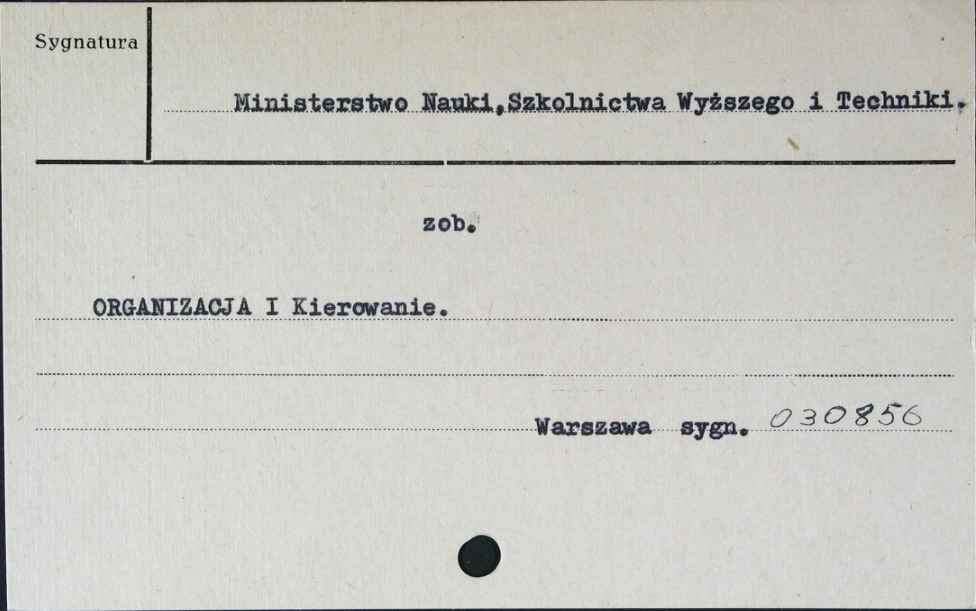 Sygnatura
Ministerstwo Nauki,Szkolnictwa Wyższego i Techniki.
zob.
ORGANIZACJA I Kierowanie.
Warszawa sygn. 030856